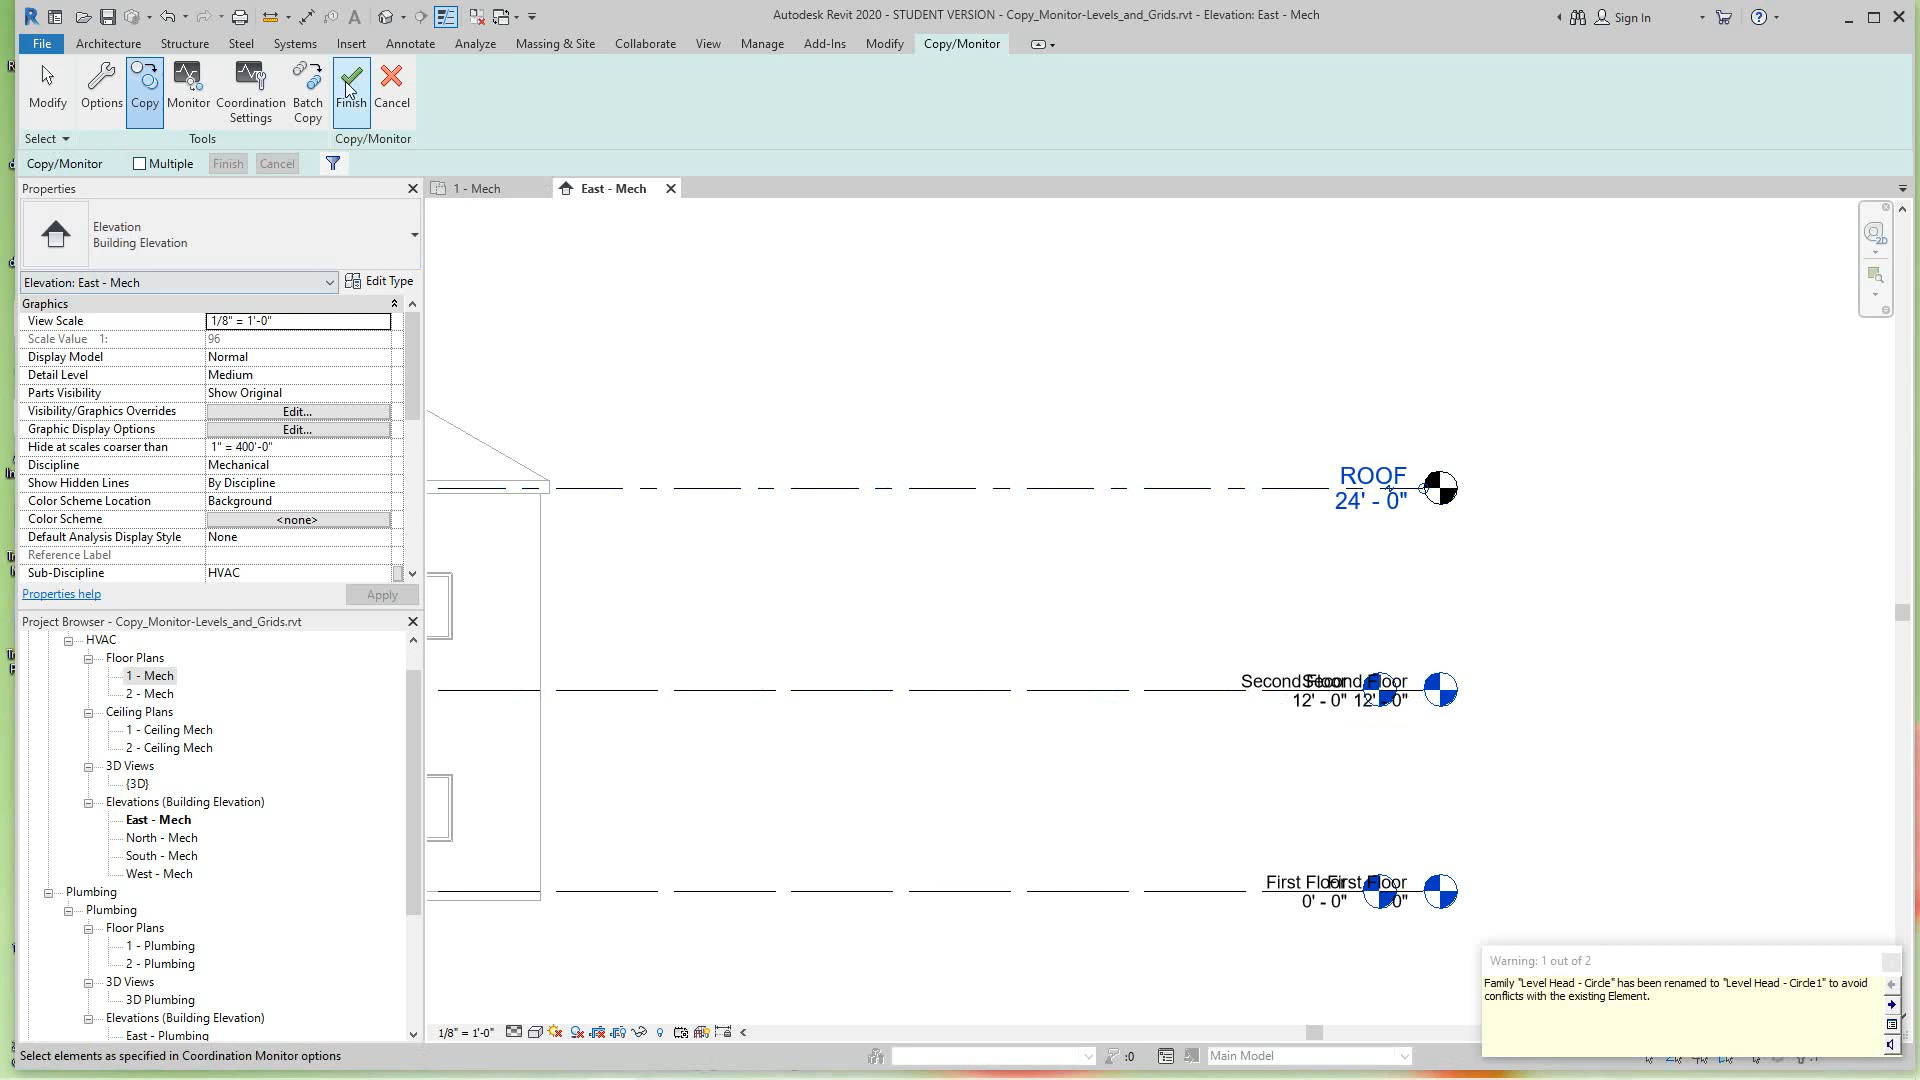 Autodesk Revit 2020 - STUDENT VERSION - Copy_Monitor-Levels_and_Grids.rvt - Elevation: East - Mech
Sign In
File Architecture Structure Steel Systems Insert Annotate Analyze Massing & Site Collaborate View Manage Add-Ins Modify Copy/Monitor
Modify Options Copy Monitor Coordination Settings Batch Copy Finish Cancel
Select Tools Copy/Monitor
Copy/Monitor Multiple Finish Cancel
Properties
1 - Mech
East - Mech
Elevation
Building Elevation
Elevation: East - Mech Edit Type
Graphics
View Scale 1/8" = 1'-0"
Scale Value 1: 96
Display Model Normal
Detail Level Medium
Parts Visibility Show Original
Visibility/Graphics Overrides Edit...
Graphic Display Options Edit...
Hide at scales coarser than 1" = 400'-0"
Discipline Mechanical
Show Hidden Lines By Discipline
Color Scheme Location Background
Color Scheme <none>
Default Analysis Display Style None
Reference Label
Sub-Discipline HVAC
Properties help Apply
Project Browser - Copy_Monitor-Levels_and_Grids.rvt
HVAC
Floor Plans
1 - Mech
2 - Mech
Ceiling Plans
1 - Ceiling Mech
2 - Ceiling Mech
3D Views
{3D}
Elevations (Building Elevation)
East - Mech
North - Mech
South - Mech
West - Mech
Plumbing
Plumbing
Floor Plans
1 - Plumbing
2 - Plumbing
3D Views
3D Plumbing
Elevations (Building Elevation)
East - Plumbing
ROOF
24' - 0"
Second Floor Second Floor
12' - 0" 12' - 0"
First Floor First Floor
0' - 0" 0"
Warning: 1 out of 2
Family "Level Head - Circle" has been renamed to "Level Head - Circle1" to avoid
conflicts with the existing Element.
1/8" = 1'-0"
Select elements as specified in Coordination Monitor options
:0
Main Model